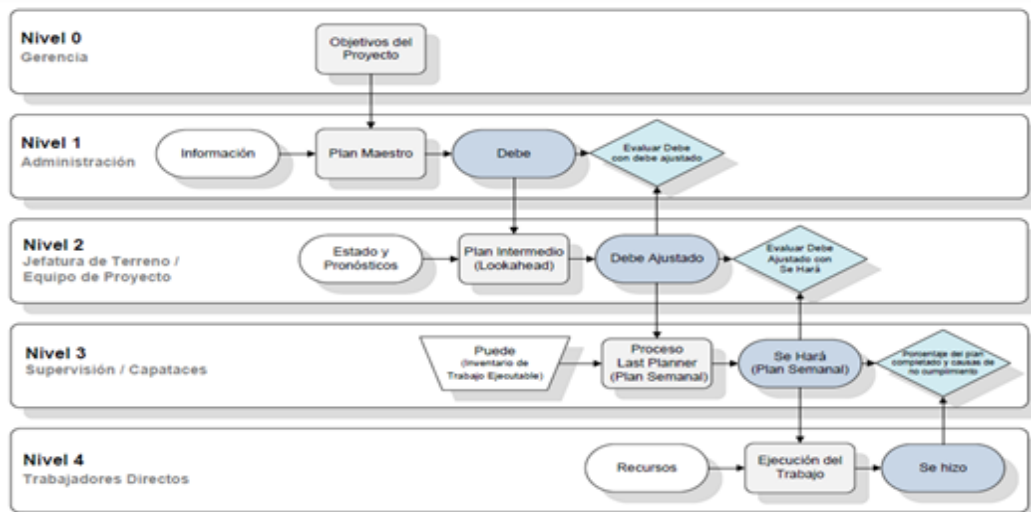 Nivel 0
Gerencia
Objetivos del
Proyecto
Nivel 1
Administración
Información
Plan Maestro
Debe
Evaluar Debe
con debe ajustado
Nivel 2
Jefatura de Terreno /
Equipo de Proyecto
Estado y
Pronósticos
Plan Intermedio
(Lookahead)
Debe Ajustado
Evaluar Debe
Ajustado con
Se Hará
Nivel 3
Supervisión / Capataces
Puede
(Inventario de
Trabajo Ejecutable)
Proceso
Last Planner
(Plan Semanal)
Se Hará
(Plan Semanal)
Porcentaje del plan
completado y causas de
no cumplimiento
Nivel 4
Trabajadores Directos
Recursos
Ejecución del
Trabajo
Se hizo